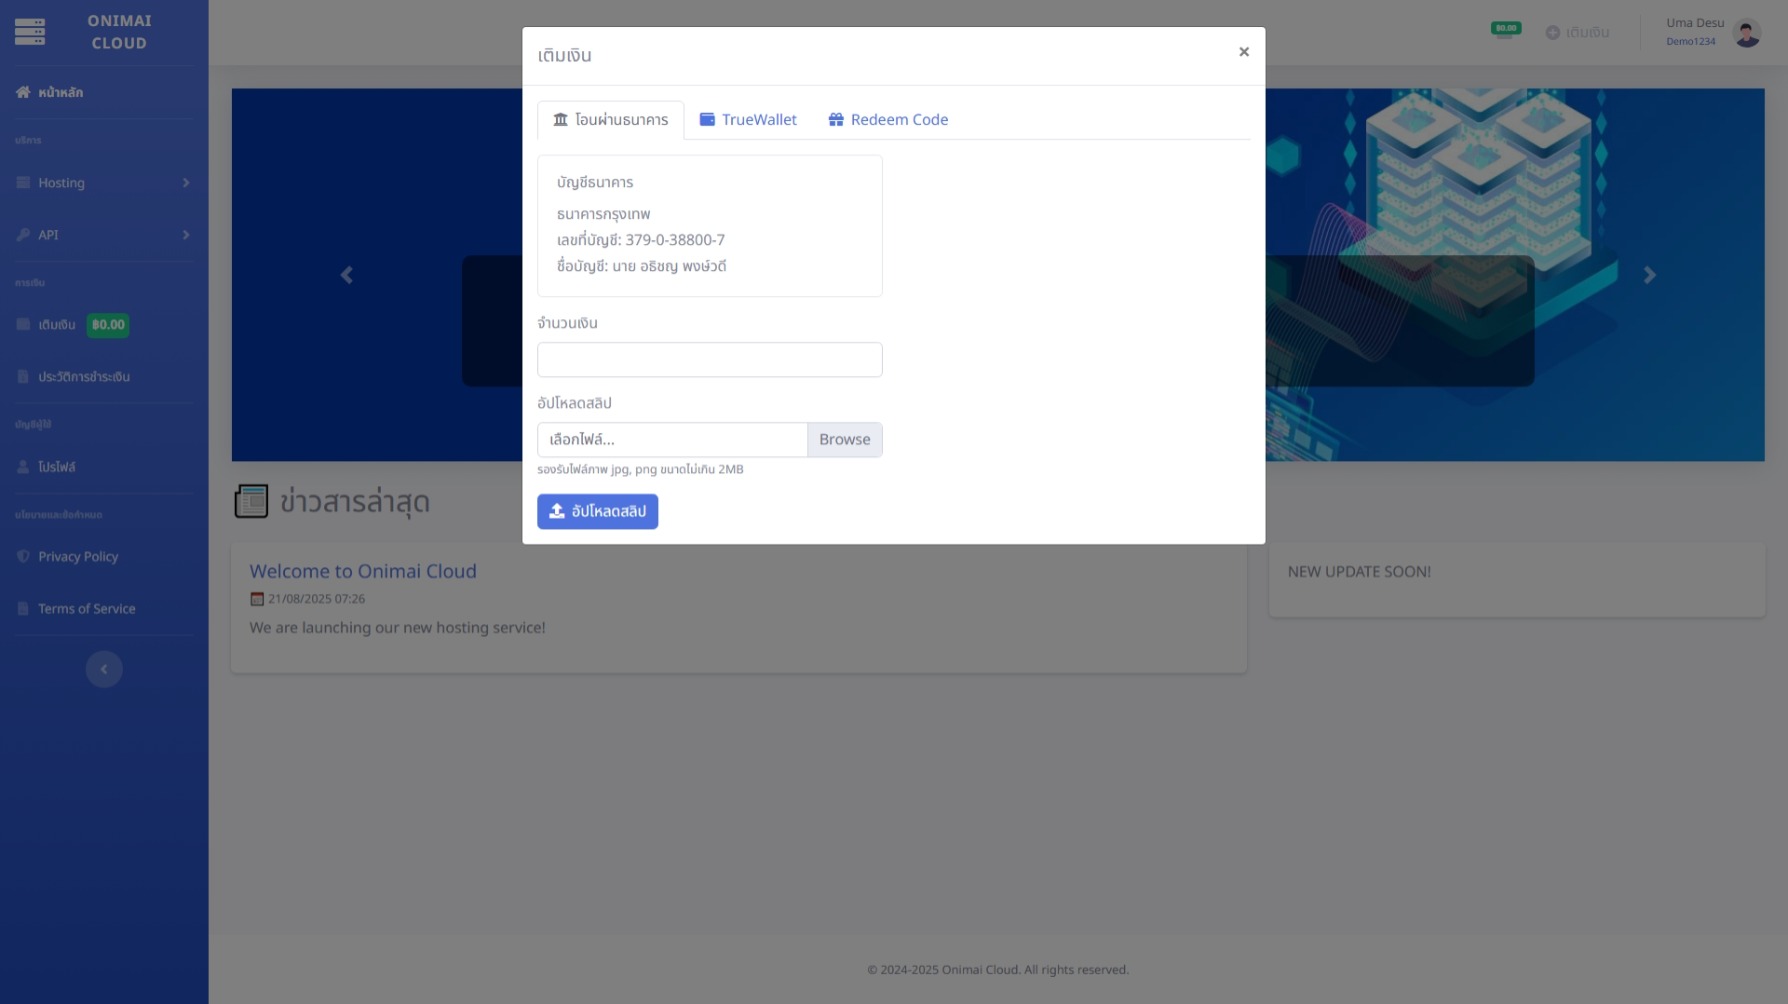 ONIMAI
CLOUD
หน้าหลัก
บริการ
Hosting
API
การเงิน
เติมเงิน ฿0.00
ประวัติการชำระเงิน
บัญชีผู้ใช้
โปรไฟล์
นโยบายและข้อกำหนด
Privacy Policy
Terms of Service
฿0.00
เติมเงิน
Uma Desu
Demo1234
เติมเงิน
×
โอนผ่านธนาคาร TrueWallet Redeem Code
บัญชีธนาคาร
ธนาคารกรุงเทพ
เลขที่บัญชี: 379-0-38800-7
ชื่อบัญชี: นาย อธิชญ พงษ์วดี
จำนวนเงิน
อัปโหลดสลิป
เลือกไฟล์... Browse
รองรับไฟล์ภาพ jpg, png ขนาดไม่เกิน 2MB
อัปโหลดสลิป
ข่าวสารล่าสุด
Welcome to Onimai Cloud
21/08/2025 07:26
We are launching our new hosting service!
NEW UPDATE SOON!
© 2024-2025 Onimai Cloud. All rights reserved.